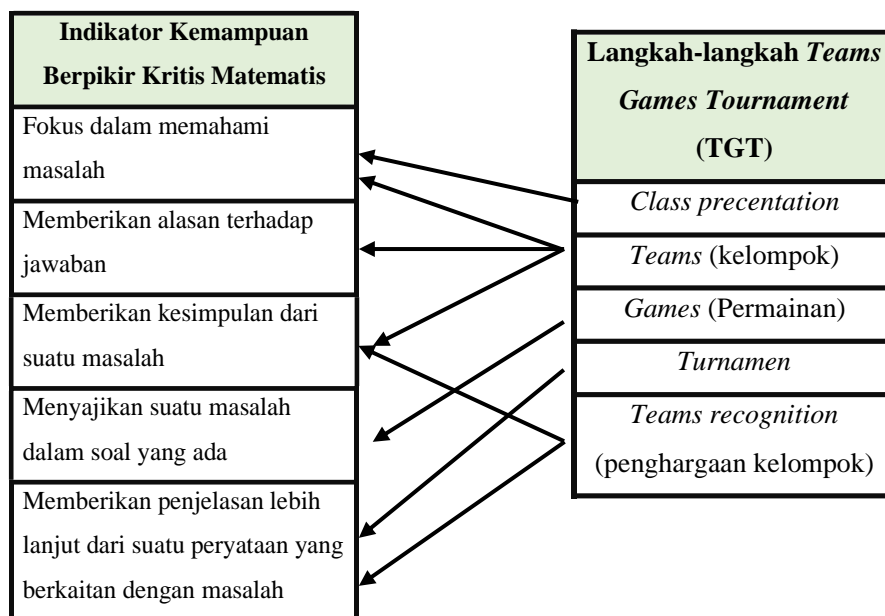 Indikator Kemampuan
Berpikir Kritis Matematis
Fokus dalam memahami
masalah
Memberikan alasan terhadap
jawaban
Memberikan kesimpulan dari
suatu masalah
Menyajikan suatu masalah
dalam soal yang ada
Memberikan penjelasan lebih
lanjut dari suatu peryataan yang
berkaitan dengan masalah
Langkah-langkah Teams
Games Tournament
(TGT)
Class precentation
Teams (kelompok)
Games (Permainan)
Turnamen
Teams recognition
(penghargaan kelompok)